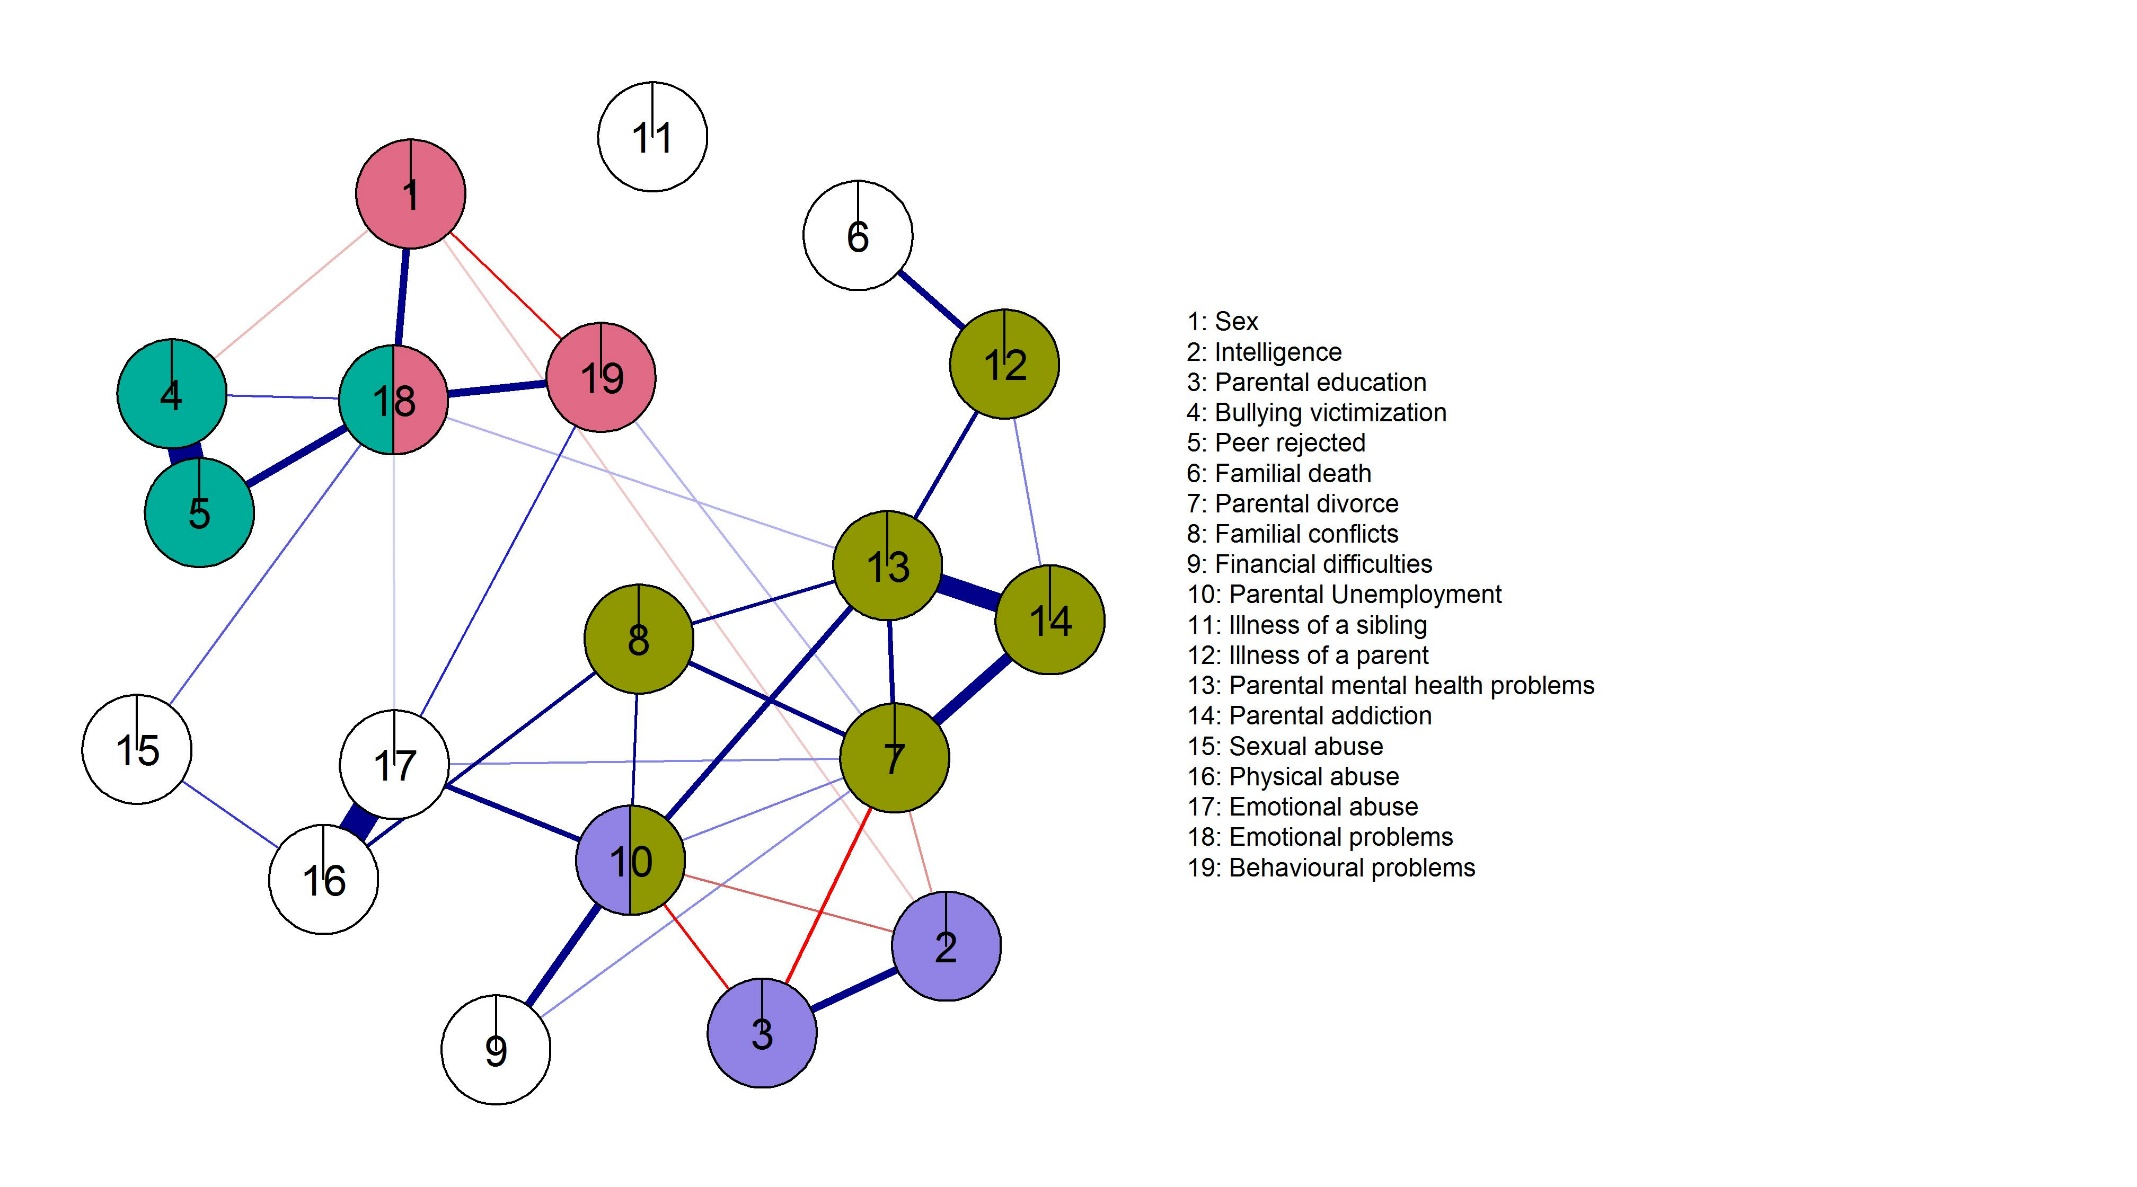 11
1
6
12
19
4
18
5
13
14
8
15
17
7
10
16
2
3
9
1: Sex
2: Intelligence
3: Parental education
4: Bullying victimization
5: Peer rejected
6: Familial death
7: Parental divorce
8: Familial conflicts
9: Financial difficulties
10: Parental Unemployment
11: Illness of a sibling
12: Illness of a parent
13: Parental mental health problems
14: Parental addiction
15: Sexual abuse
16: Physical abuse
17: Emotional abuse
18: Emotional problems
19: Behavioural problems